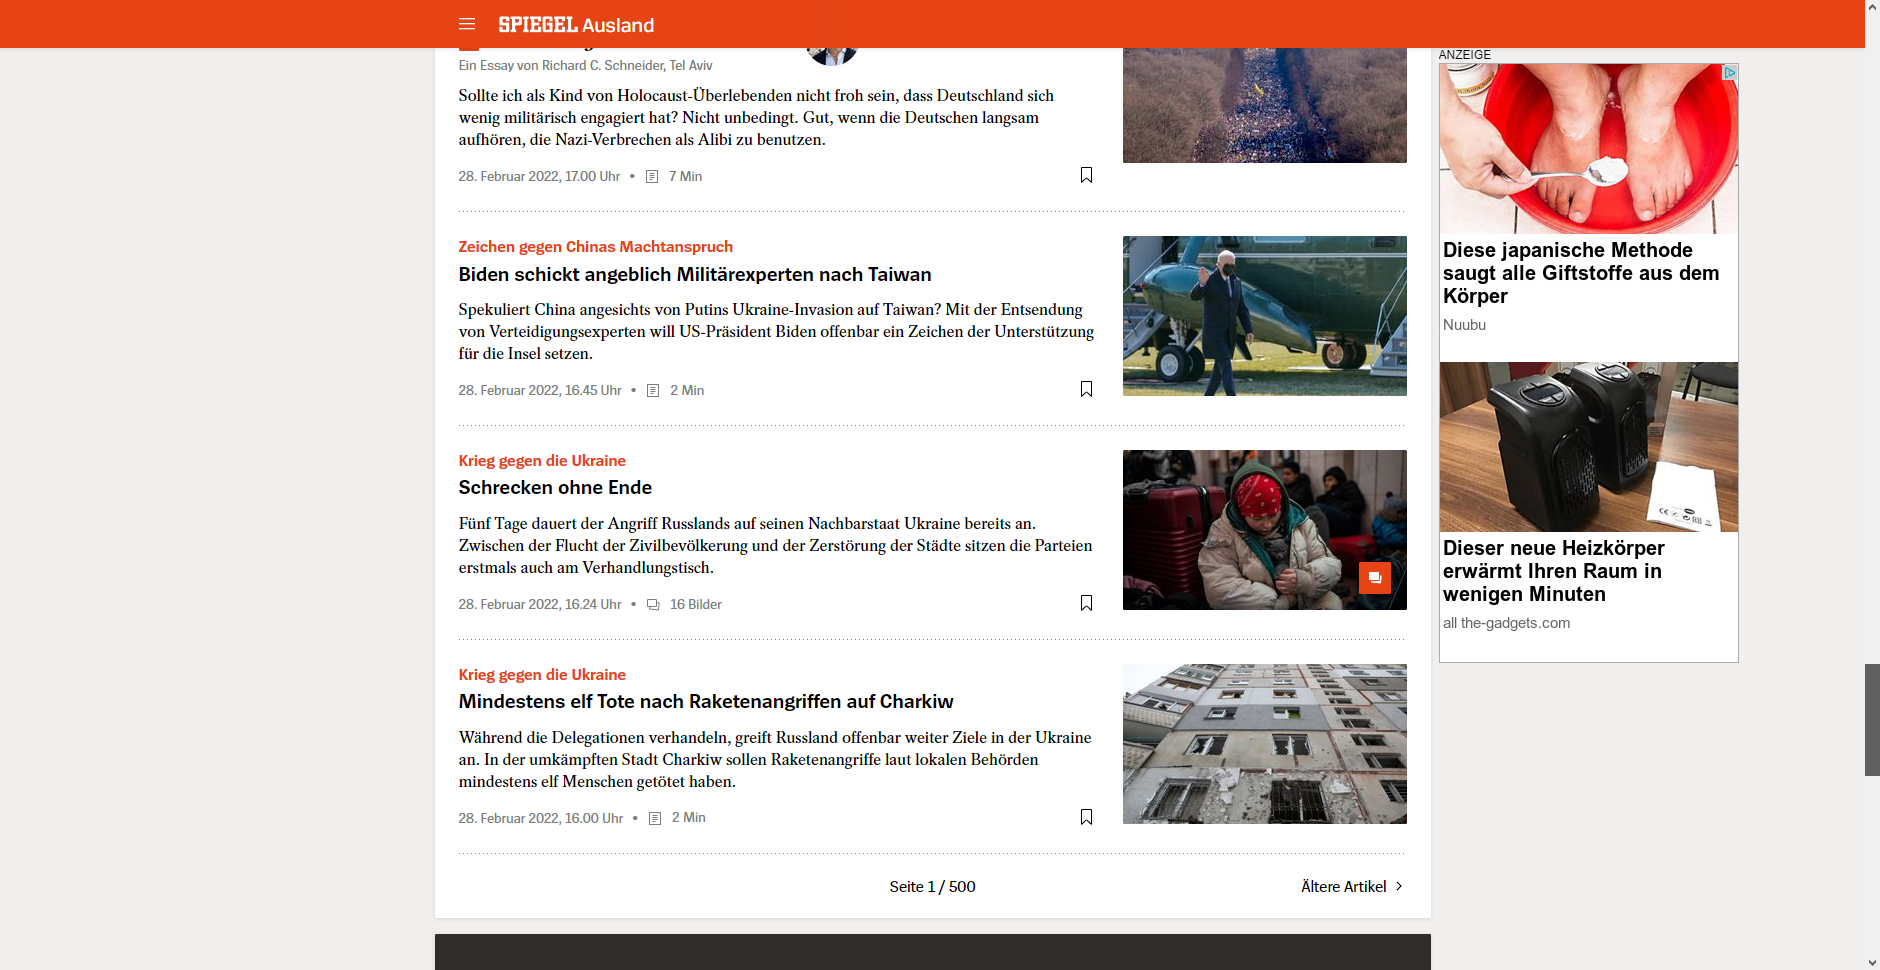 SPIEGEL Ausland
Ein Essay von Richard C. Schneider, Tel Aviv
Sollte ich als Kind von Holocaust-Überlebenden nicht froh sein, dass Deutschland sich
wenig militärisch engagiert hat? Nicht unbedingt. Gut, wenn die Deutschen langsam
aufhören, die Nazi-Verbrechen als Alibi zu benutzen.
28. Februar 2022, 17.00 Uhr • 7 Min
Zeichen gegen Chinas Machtanspruch
Biden schickt angeblich Militärexperten nach Taiwan
Spekuliert China angesichts von Putins Ukraine-Invasion auf Taiwan? Mit der Entsendung
von Verteidigungsexperten will US-Präsident Biden offenbar ein Zeichen der Unterstützung
für die Insel setzen.
28. Februar 2022, 16.45 Uhr • 2 Min
Krieg gegen die Ukraine
Schrecken ohne Ende
Fünf Tage dauert der Angriff Russlands auf seinen Nachbarstaat Ukraine bereits an.
Zwischen der Flucht der Zivilbevölkerung und der Zerstörung der Städte sitzen die Parteien
erstmals auch am Verhandlungstisch.
28. Februar 2022, 16.24 Uhr • 16 Bilder
Krieg gegen die Ukraine
Mindestens elf Tote nach Raketenangriffen auf Charkiw
Während die Delegationen verhandeln, greift Russland offenbar weiter Ziele in der Ukraine
an. In der umkämpften Stadt Charkiw sollen Raketenangriffe laut lokalen Behörden
mindestens elf Menschen getötet haben.
28. Februar 2022, 16.00 Uhr • 2 Min
Seite 1 / 500
Ältere Artikel
ANZEIGE
Diese japanische Methode
saugt alle Giftstoffe aus dem
Körper
Nuubu
Dieser neue Heizkörper
erwärmt Ihren Raum in
wenigen Minuten
all the-gadgets.com